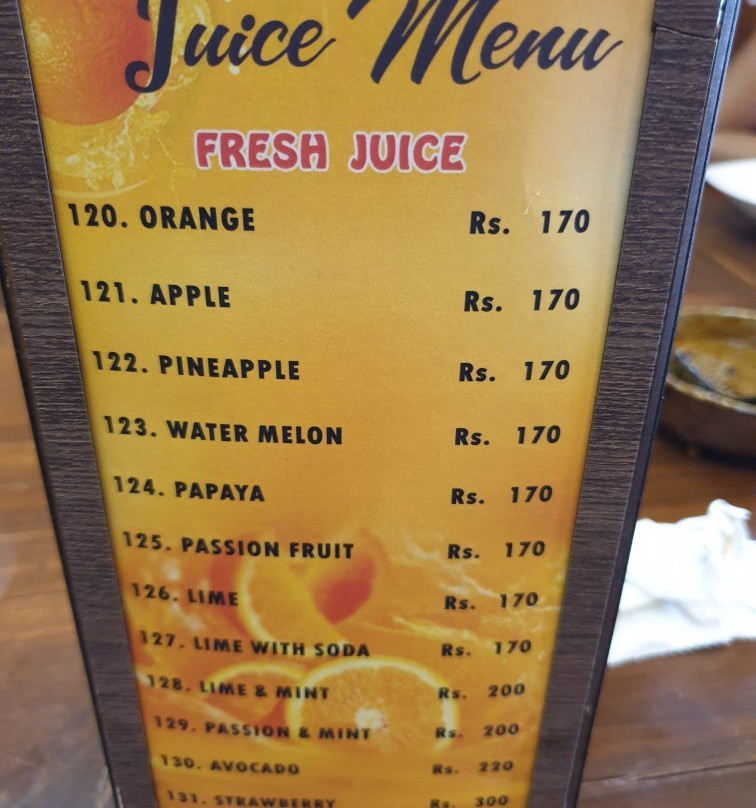 Juice Menu
FRESH JUICE
120. ORANGE Rs. 170
121. APPLE Rs. 170
122. PINEAPPLE Rs. 170
123. WATER MELON Rs. 170
124. PAPAYA Rs. 170
125. PASSION FRUIT Rs. 170
126. LIME Rs. 170
127. LIME WITH SODA Rs. 170
128. LIME & MINT Rs. 200
129. PASSION & MINT Rs. 200
130. AVOCADO Rs. 220
131. STRAWBERRY Rs. 300